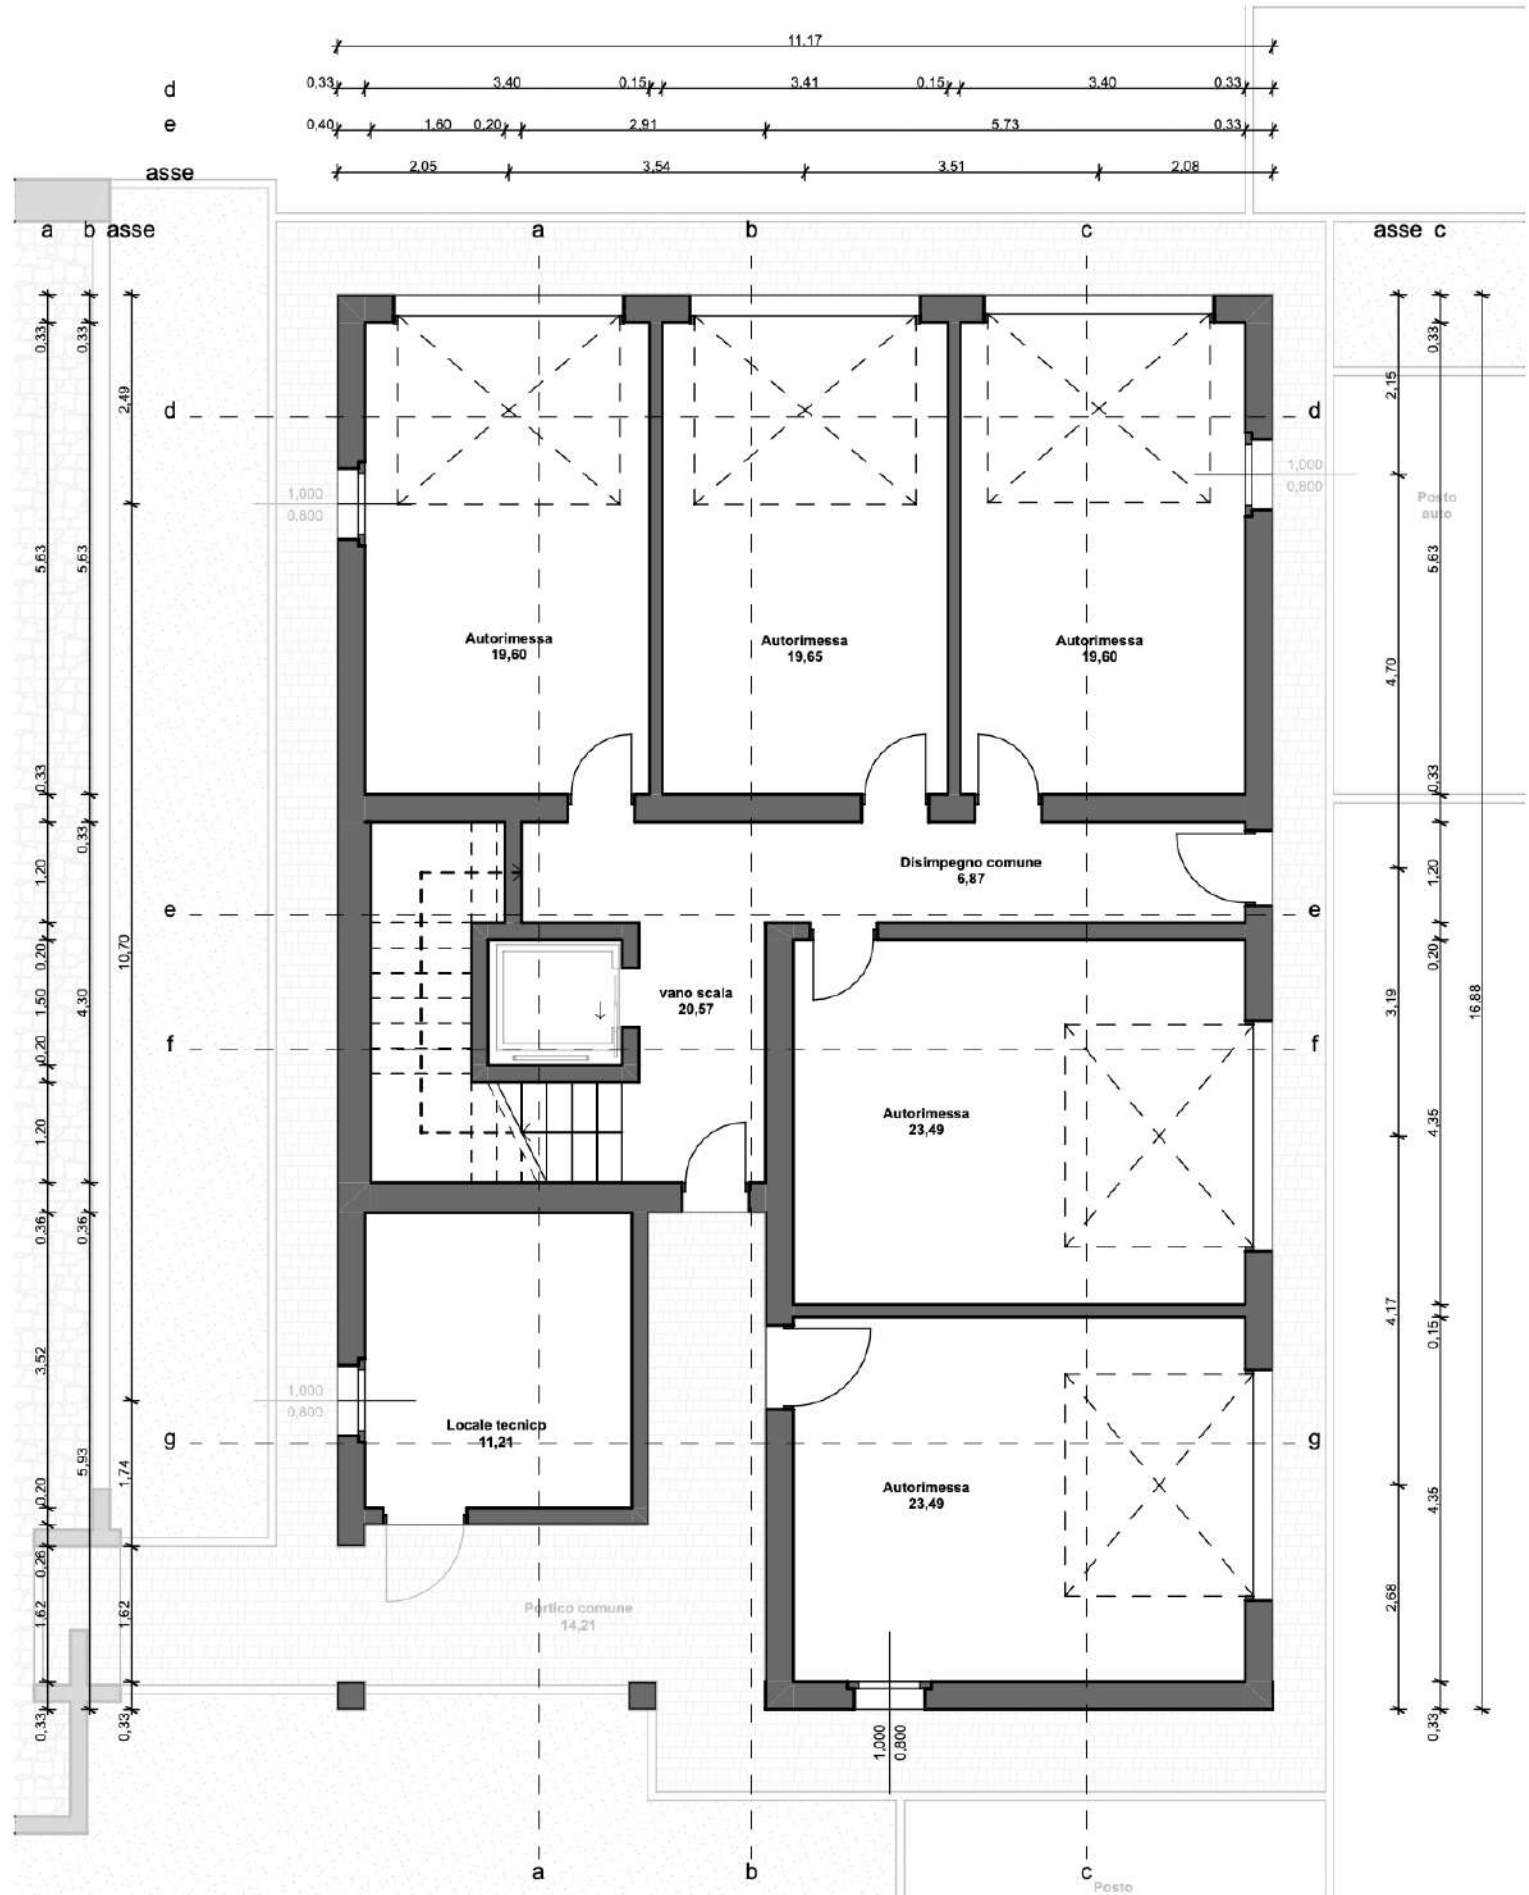 11,17
d 0,33 3,40 0,15 3,41 0,15 3,40 0,33
e 0,40 1,60 0,20 2,91 5,73 0,33
asse 2,05 3,54 3,51 2,08
a b asse a b c asse c
0,33 0,33 0,33
2,49 2,15
d d
1,000 1,000
0,800 0,800
Posto
auto
5,63 5,63 5,63
Autorimessa Autorimessa Autorimessa
19,60 19,65 19,60
4,70
0,33 0,33
0,33
1,20 1,20
Disimpegno comune
6,87
e e
0,20 10,70 0,20
1,50 4,30 3,19 16,88
vano scala
20,57
f f
0,20
1,20 4,35
Autorimessa
23,49
0,36 0,36
4,17
0,15
3,52
1,000
0,800
Locale tecnico
11,21
g g
5,93 1,74
0,20 4,35
Autorimessa
23,49
0,26
1,62 1,62 2,68
Portico comune
14,21
0,33 0,33 0,33
1,000
0,800
a b c
Posto